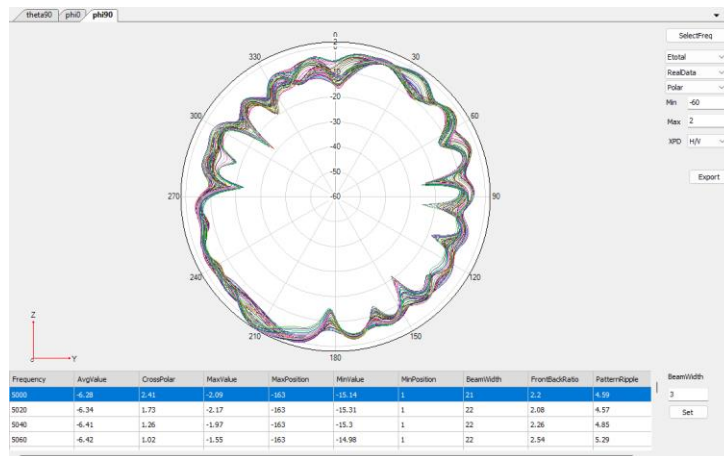 theta90 phi0 phi90
SelectFreq
Etotal
RealData
Polar
Min -60
Max 2
XPD H/V
Export
0
2
0
-10
-20
-30
-40
-50
-60
330 30
300 60
270 90
240 120
210 150
180
Z
Y
Frequency AvgValue CrossPolar MaxValue MaxPosition MinValue MinPosition BeamWidth FrontBackRatio PatternRipple
5000 -6.28 2.41 -2.09 -163 -15.14 1 21 2.2 4.59
5020 -6.34 1.73 -2.17 -163 -15.31 1 22 2.08 4.57
5040 -6.41 1.26 -1.97 -163 -15.3 1 22 2.26 4.85
5060 -6.42 1.02 -1.55 -163 -14.98 1 22 2.54 5.29
BeamWidth
3
Set